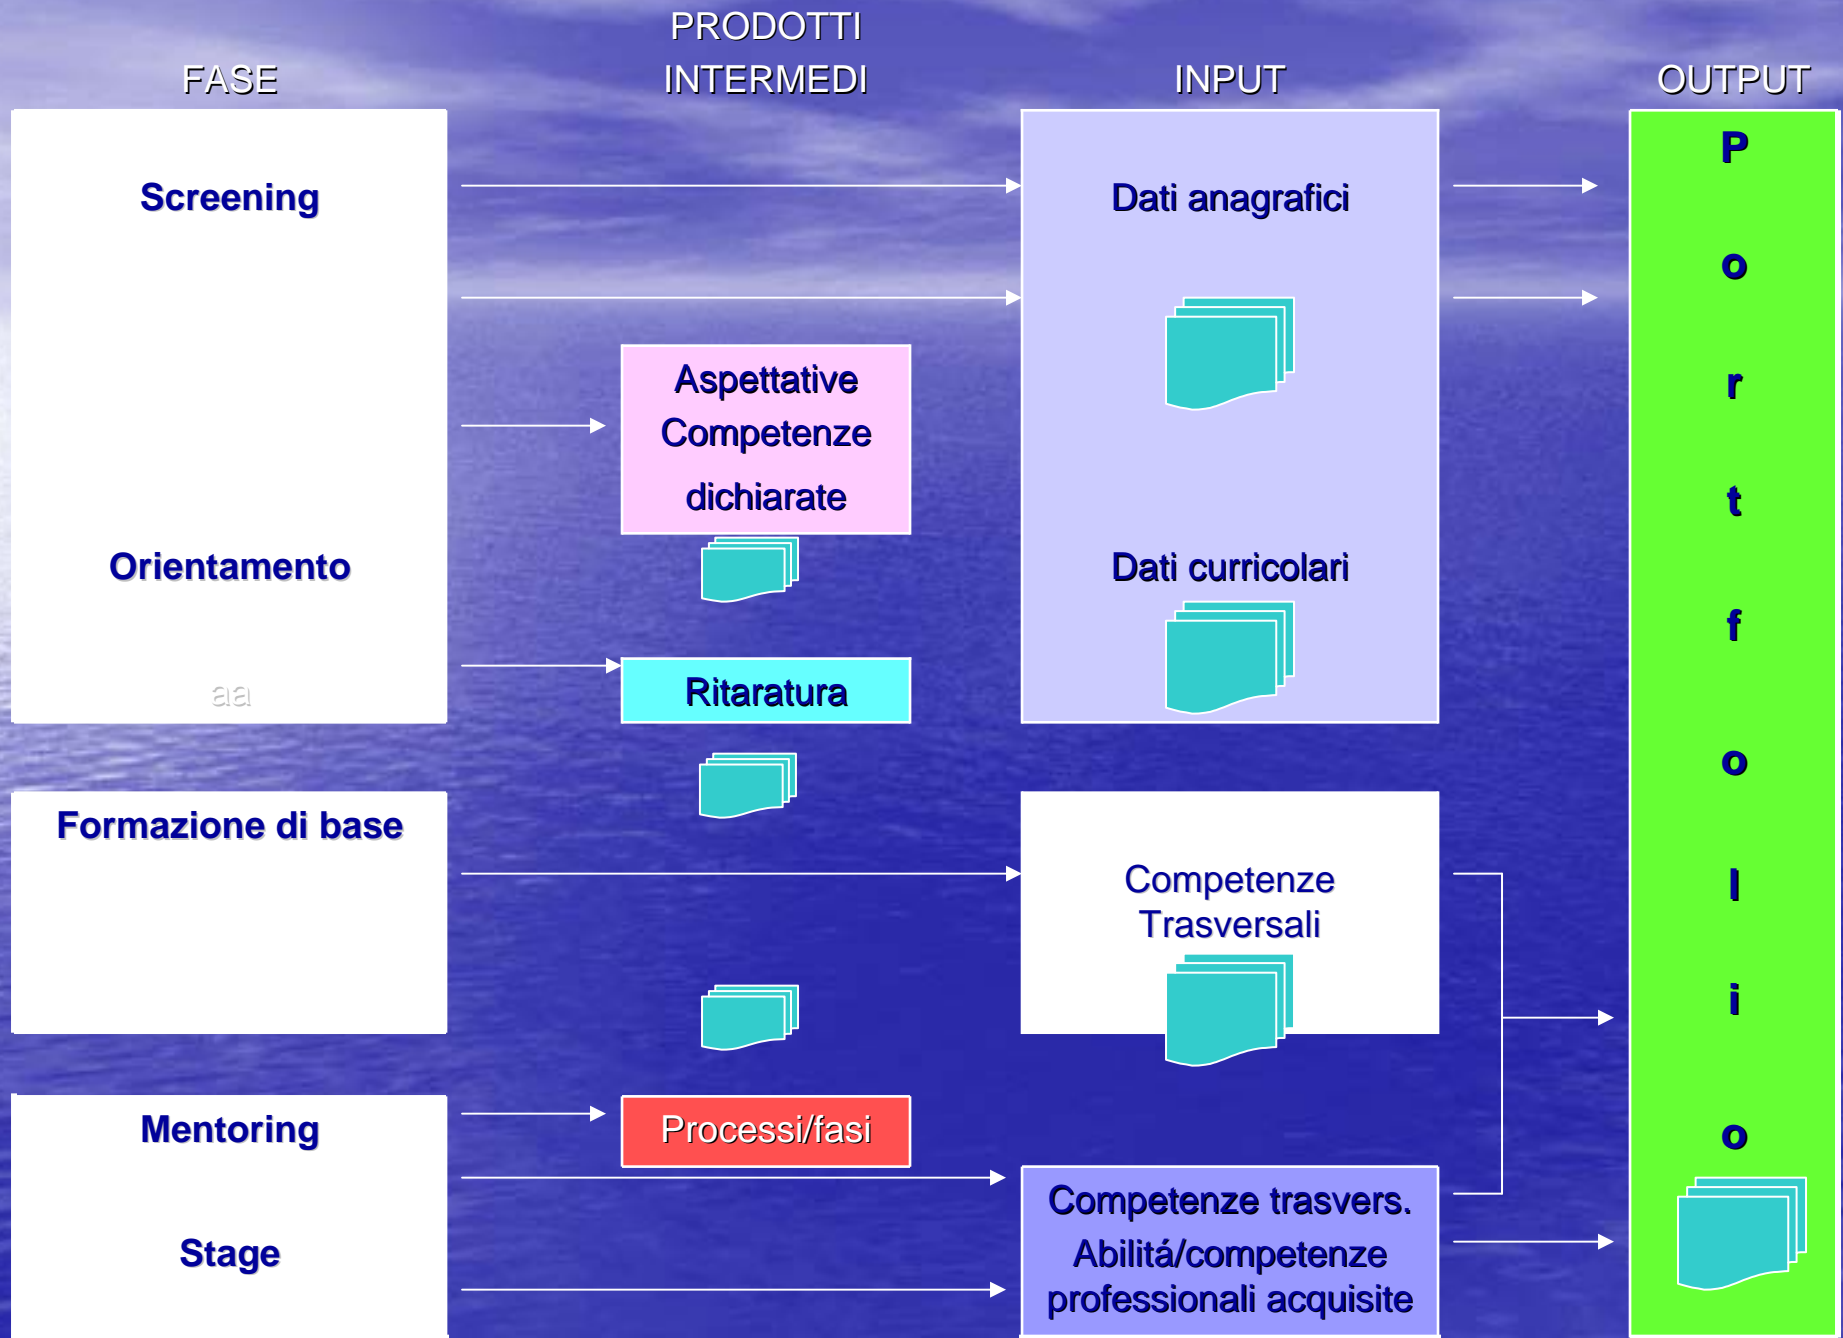 PRODOTTI
INTERMEDI
FASE
INPUT
OUTPUT
Screening
Orientamento
aa
Aspettative
Competenze
dichiarate
Ritaratura
Dati anagrafici
Dati curricolari
Formazione di base
Competenze
Trasversali
Mentoring
Stage
Processi/fasi
Competenze trasvers.
Abilitá/competenze
professionali acquisite
P
o
r
t
f
o
l
i
o